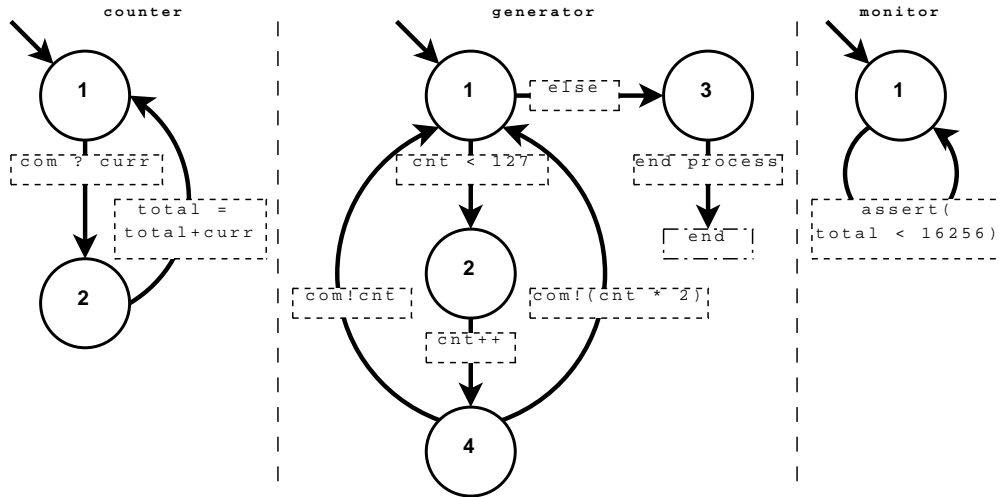 counter
generator
monitor
1
com ? curr
total =
total+curr
2
1
else
3
cnt < 127
end process
end
2
com!cnt
com!(cnt * 2)
cnt++
4
1
assert(
total < 16256)